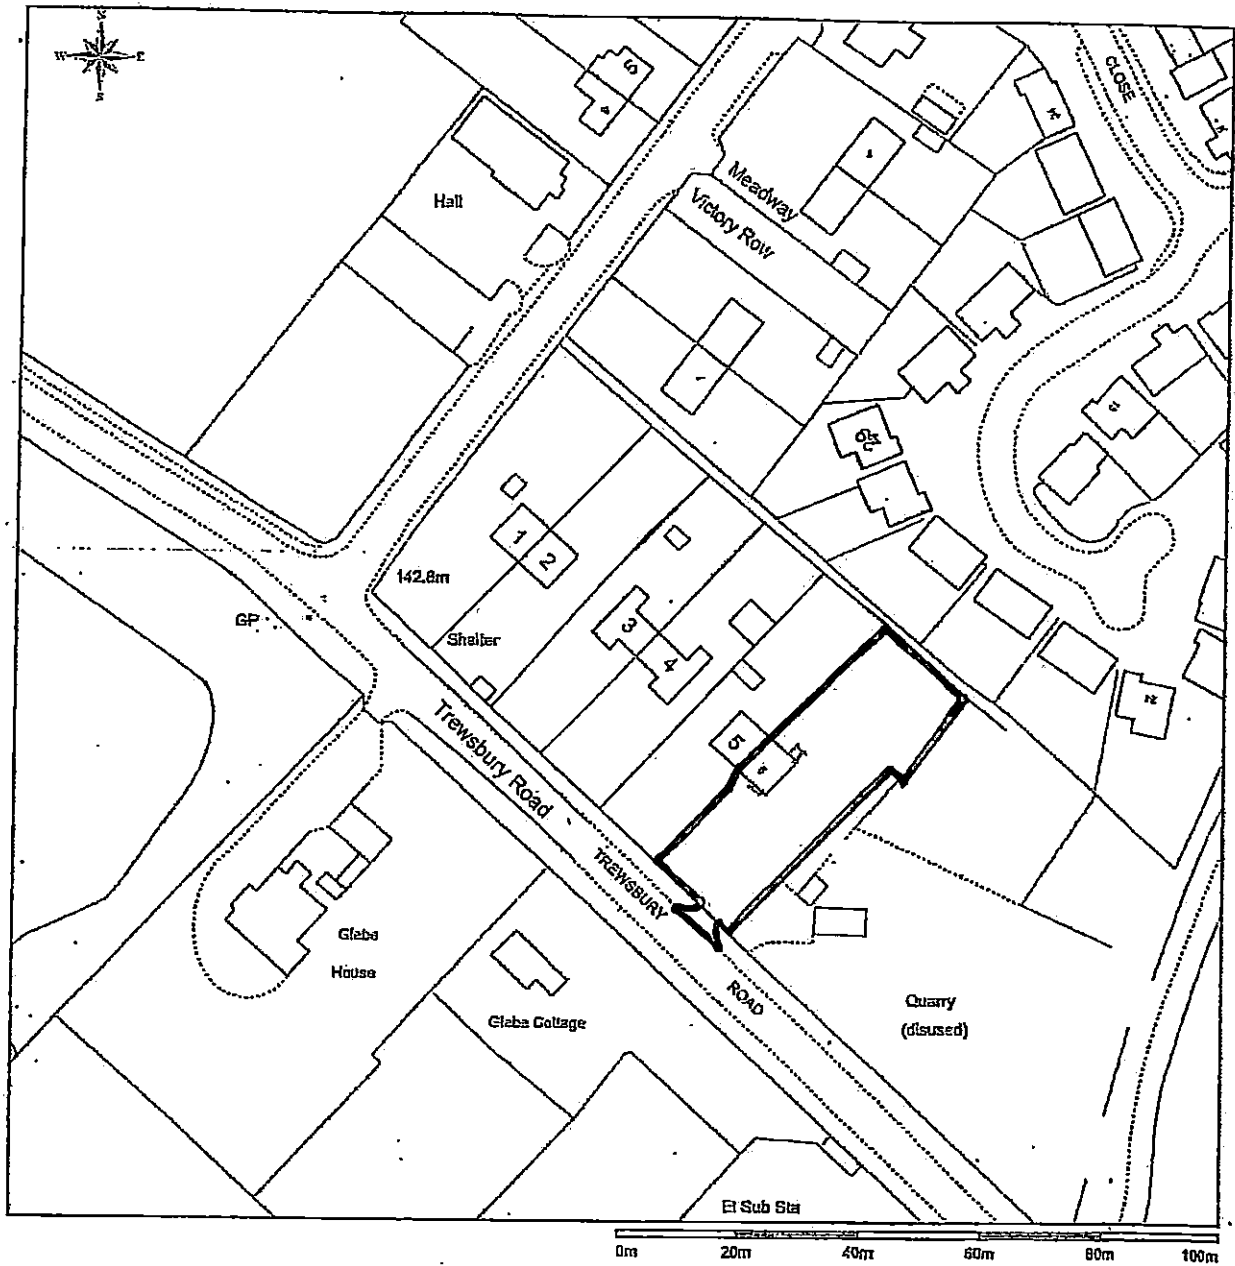 W E
CLOSE
Hall
Meadway
Victory Row
1
2
142.8m
GP
Shelter
3
4
Trewsbury Road
5
TREWSBURY
ROAD
Glebe
House
Glebe Cottage
Quarry
(disused)
El Sub Sta
0m 20m 40m 60m 80m 100m